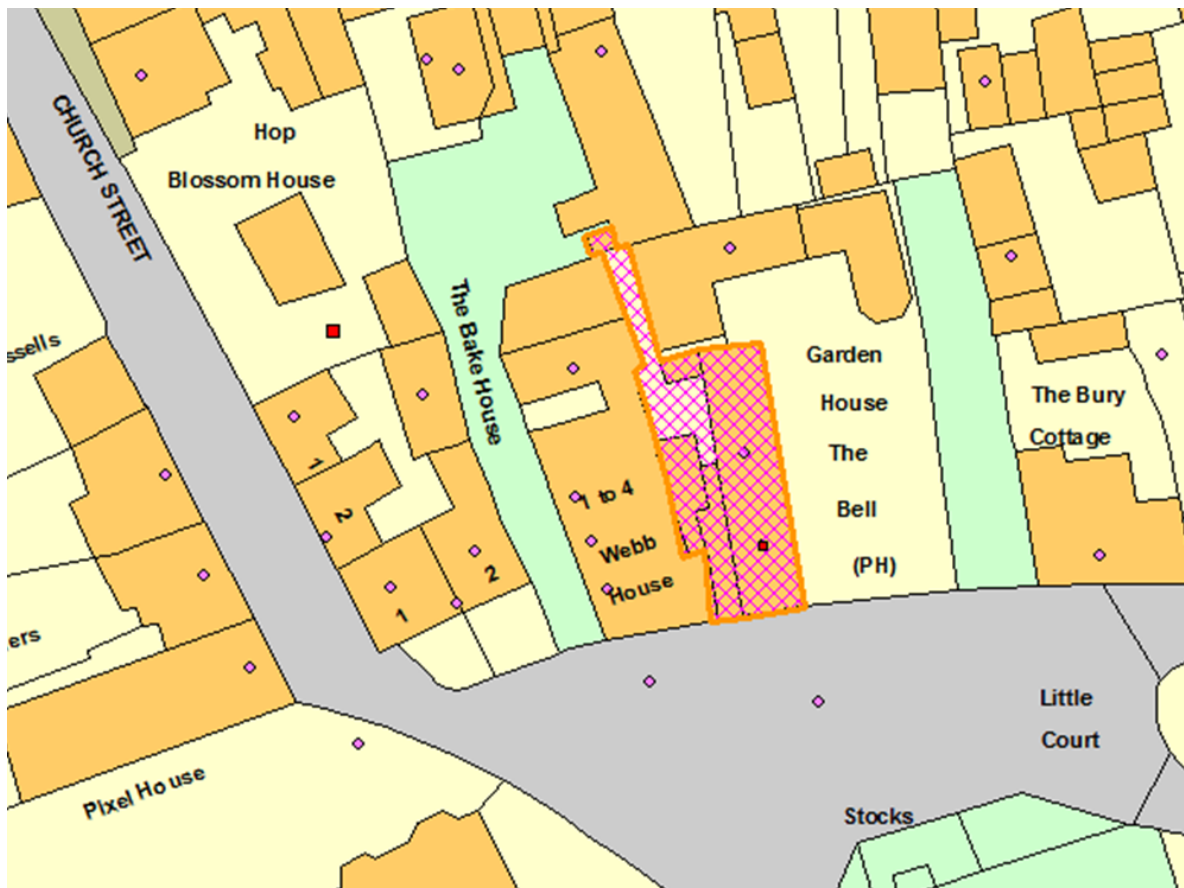 CHURCH STREET
Hop
Blossom House
ssells
The Bake House
Garden
House
The
Bell
(PH)
The Bury
Cottage
1
2
1 to 4
Webb
House
2
1
ers
Pixel House
Little
Court
Stocks